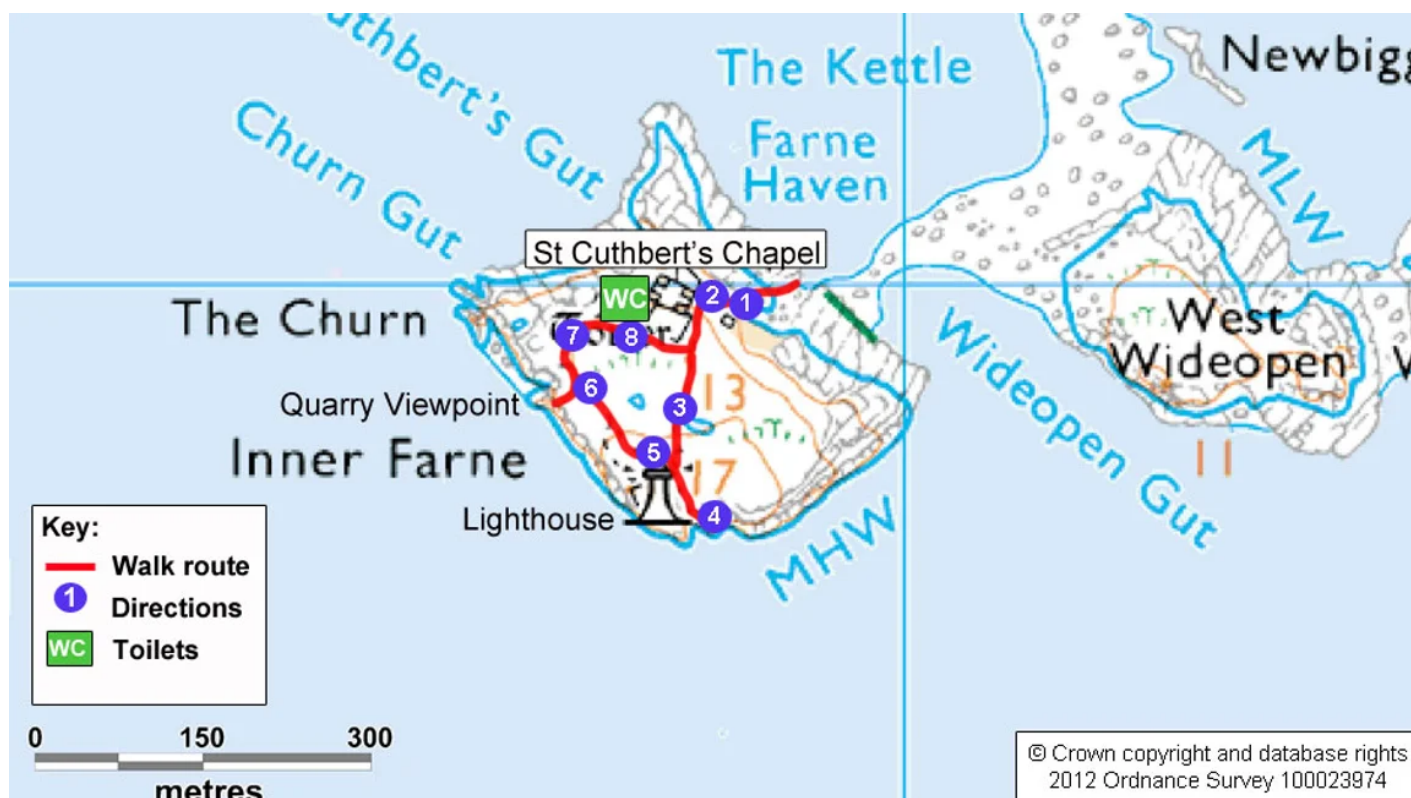 Cuthbert's Gut
The Kettle
Newbigg
Churn Gut
Farne
Haven
MLW
St Cuthbert's Chapel
The Churn
WC
2
1
Tower
7
8
West
Wideopen
W
6
Quarry Viewpoint
3
13
Wideopen Gut
Inner Farne
5
17
11
Lighthouse
4
MHW
Key:
Walk route
1 Directions
WC Toilets
0 150 300
metres
© Crown copyright and database rights
2012 Ordnance Survey 100023974